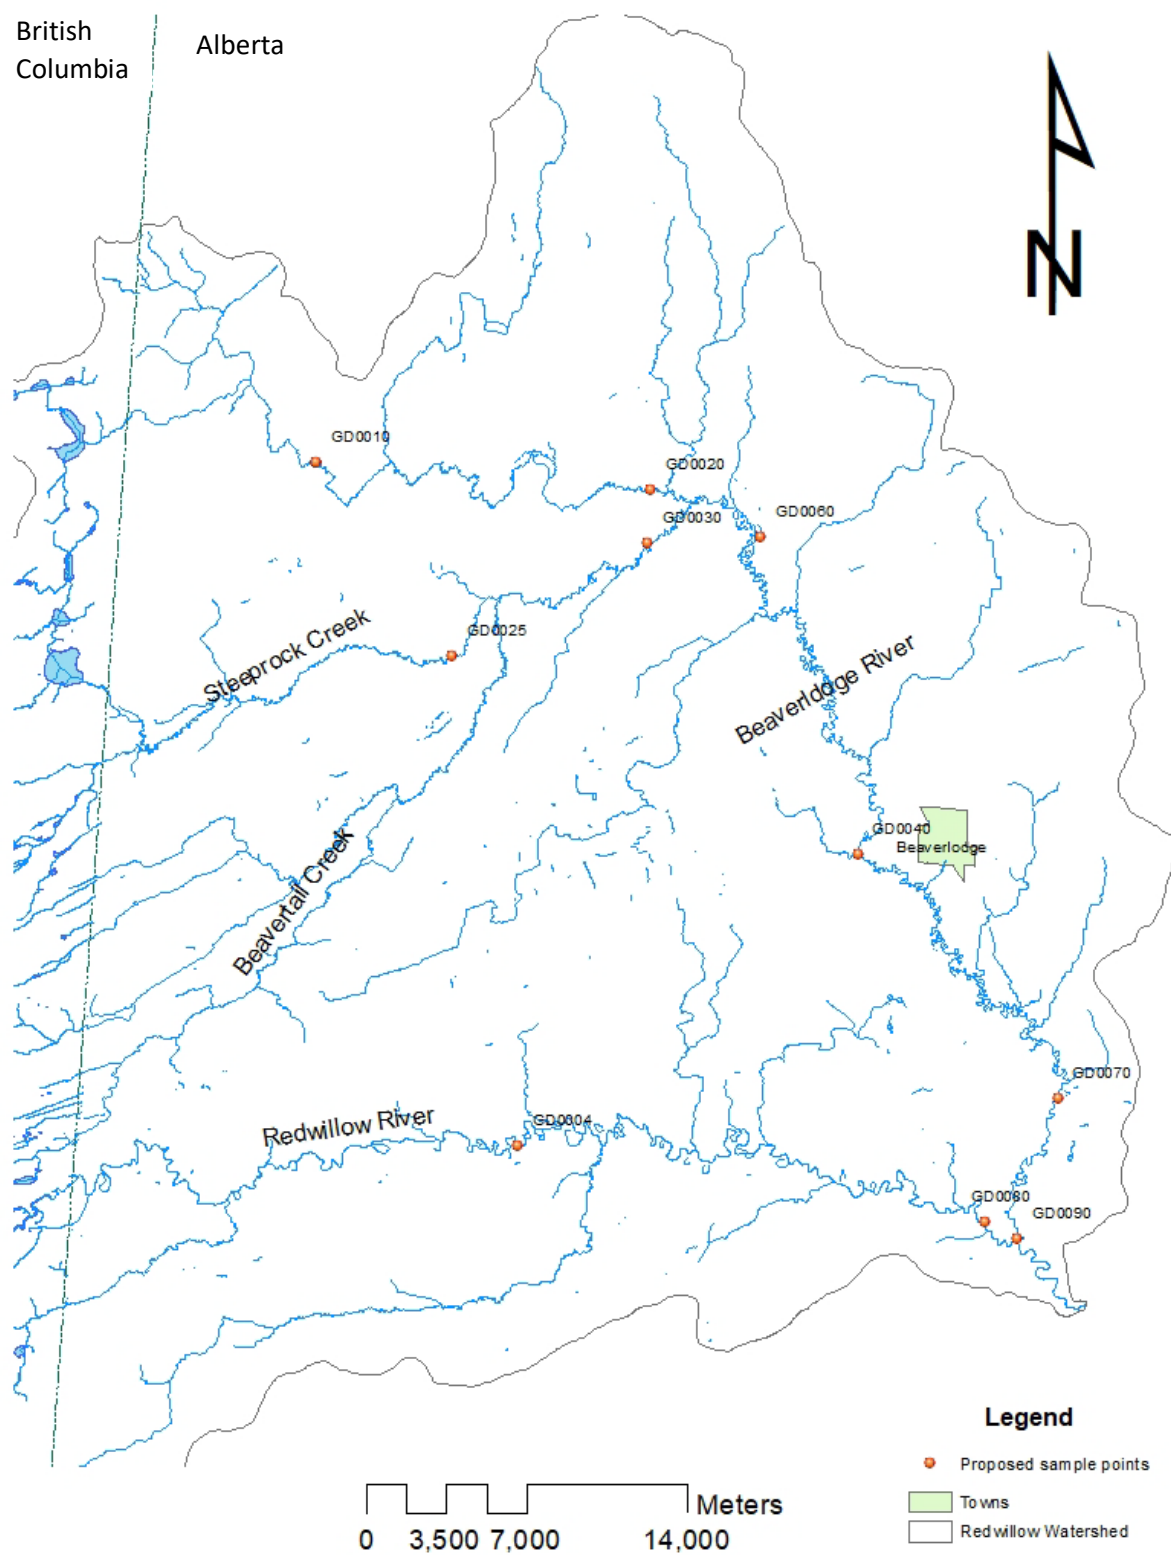 British
Columbia
Alberta
N
GD0010
GD0020
GD0030
GD0060
GD0025
Steeprock Creek
Beaverldoge River
GD0040
Beaverlodge
Beavertail Creek
GD0070
Redwillow River
GD0004
GD0080
GD0090
Legend
Proposed sample points
Towns
Redwillow Watershed
Meters
0 3,500 7,000 14,000